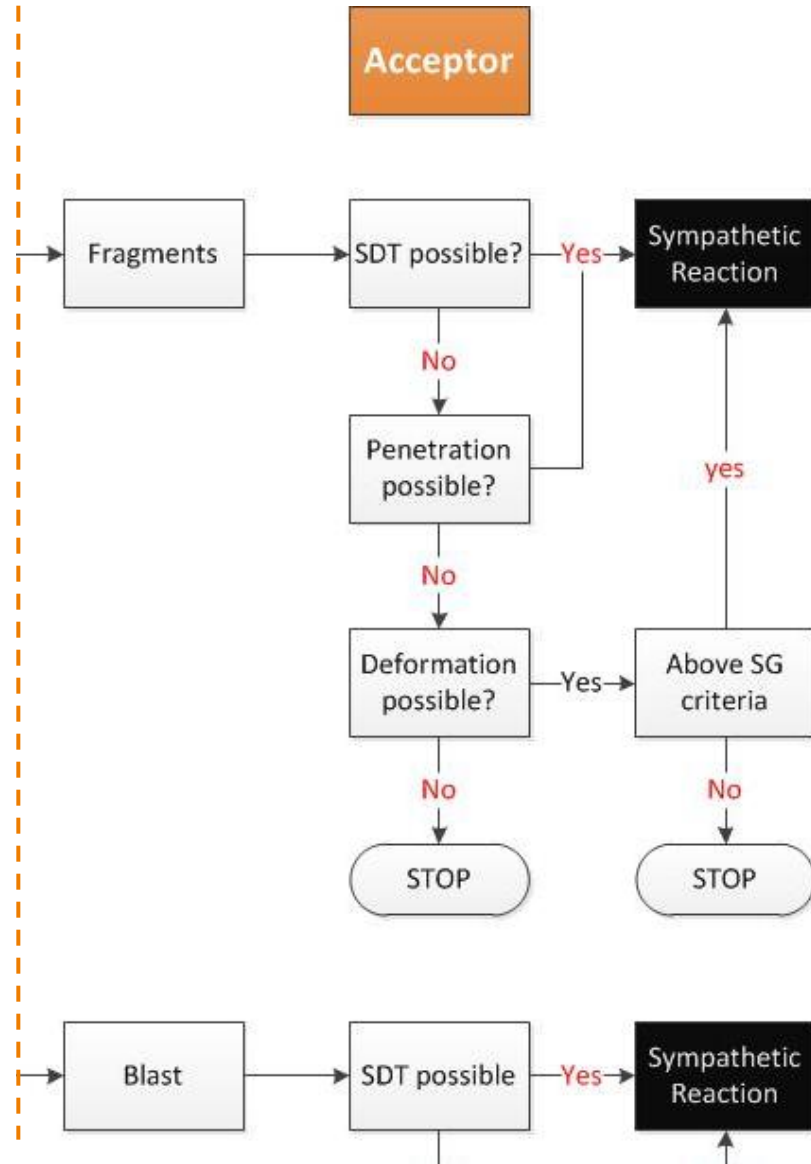 Acceptor
Fragments
SDT possible?
Yes
Sympathetic
Reaction
No
Penetration
possible?
yes
No
Deformation
possible?
Yes
Above SG
criteria
No
No
STOP
STOP
Blast
SDT possible
Yes
Sympathetic
Reaction